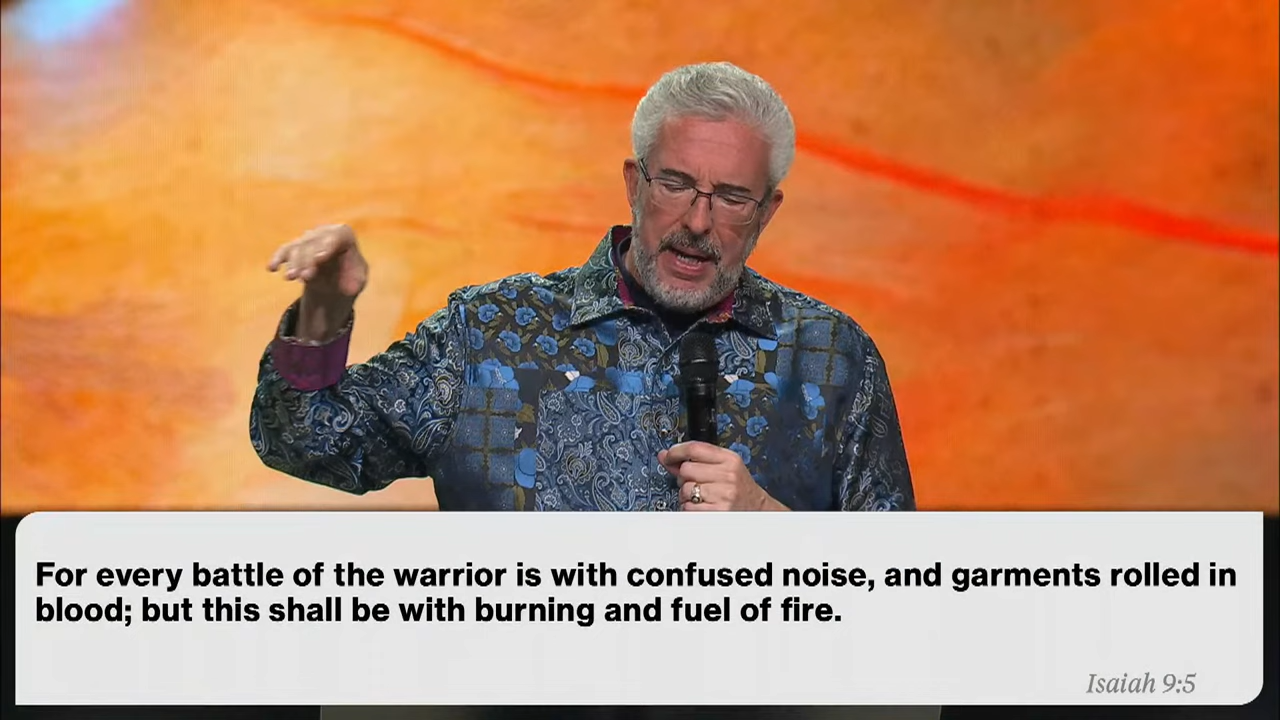 For every battle of the warrior is with confused noise, and garments rolled in
blood; but this shall be with burning and fuel of fire.
Isaiah 9:5